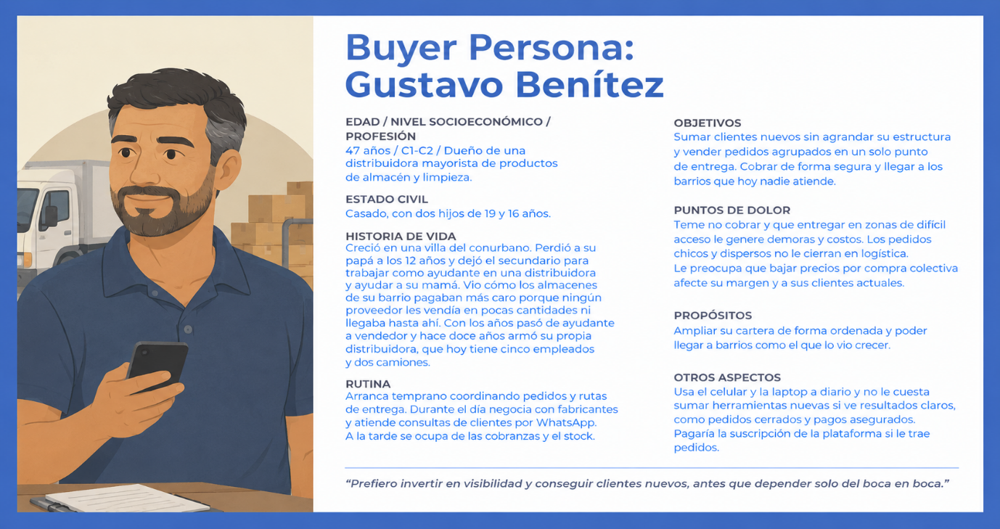 Buyer Persona:
Gustavo Benítez
EDAD / NIVEL SOCIOECONÓMICO /
PROFESIÓN
47 años / C1-C2 / Dueño de una
distribuidora mayorista de productos
de almacén y limpieza.
ESTADO CIVIL
Casado, con dos hijos de 19 y 16 años.
HISTORIA DE VIDA
Creció en una villa del conurbano. Perdió a su
papá a los 12 años y dejó el secundario para
trabajar como ayudante en una distribuidora
y ayudar a su mamá. Vio cómo los almacenes
de su barrio pagaban más caro porque ningún
proveedor les vendía en pocas cantidades ni
llegaba hasta ahí. Con los años pasó de ayudante
a vendedor y hace doce años armó su propia
distribuidora, que hoy tiene cinco empleados
y dos camiones.
RUTINA
Arranca temprano coordinando pedidos y rutas
de entrega. Durante el día negocia con fabricantes
y atiende consultas de clientes por WhatsApp.
A la tarde se ocupa de las cobranzas y el stock.
OBJETIVOS
Sumar clientes nuevos sin agrandar su estructura
y vender pedidos agrupados en un solo punto
de entrega. Cobrar de forma segura y llegar a los
barrios que hoy nadie atiende.
PUNTOS DE DOLOR
Teme no cobrar y que entregar en zonas de difícil
acceso le genere demoras y costos. Los pedidos
chicos y dispersos no le cierran en logística.
Le preocupa que bajar precios por compra colectiva
afecte su margen y a sus clientes actuales.
PROPÓSITOS
Ampliar su cartera de forma ordenada y poder
llegar a barrios como el que lo vio crecer.
OTROS ASPECTOS
Usa el celular y la laptop a diario y no le cuesta
sumar herramientas nuevas si ve resultados claros,
como pedidos cerrados y pagos asegurados.
Pagaría la suscripción de la plataforma si le trae
pedidos.
“Prefiero invertir en visibilidad y conseguir clientes nuevos, antes que depender solo del boca en boca.”